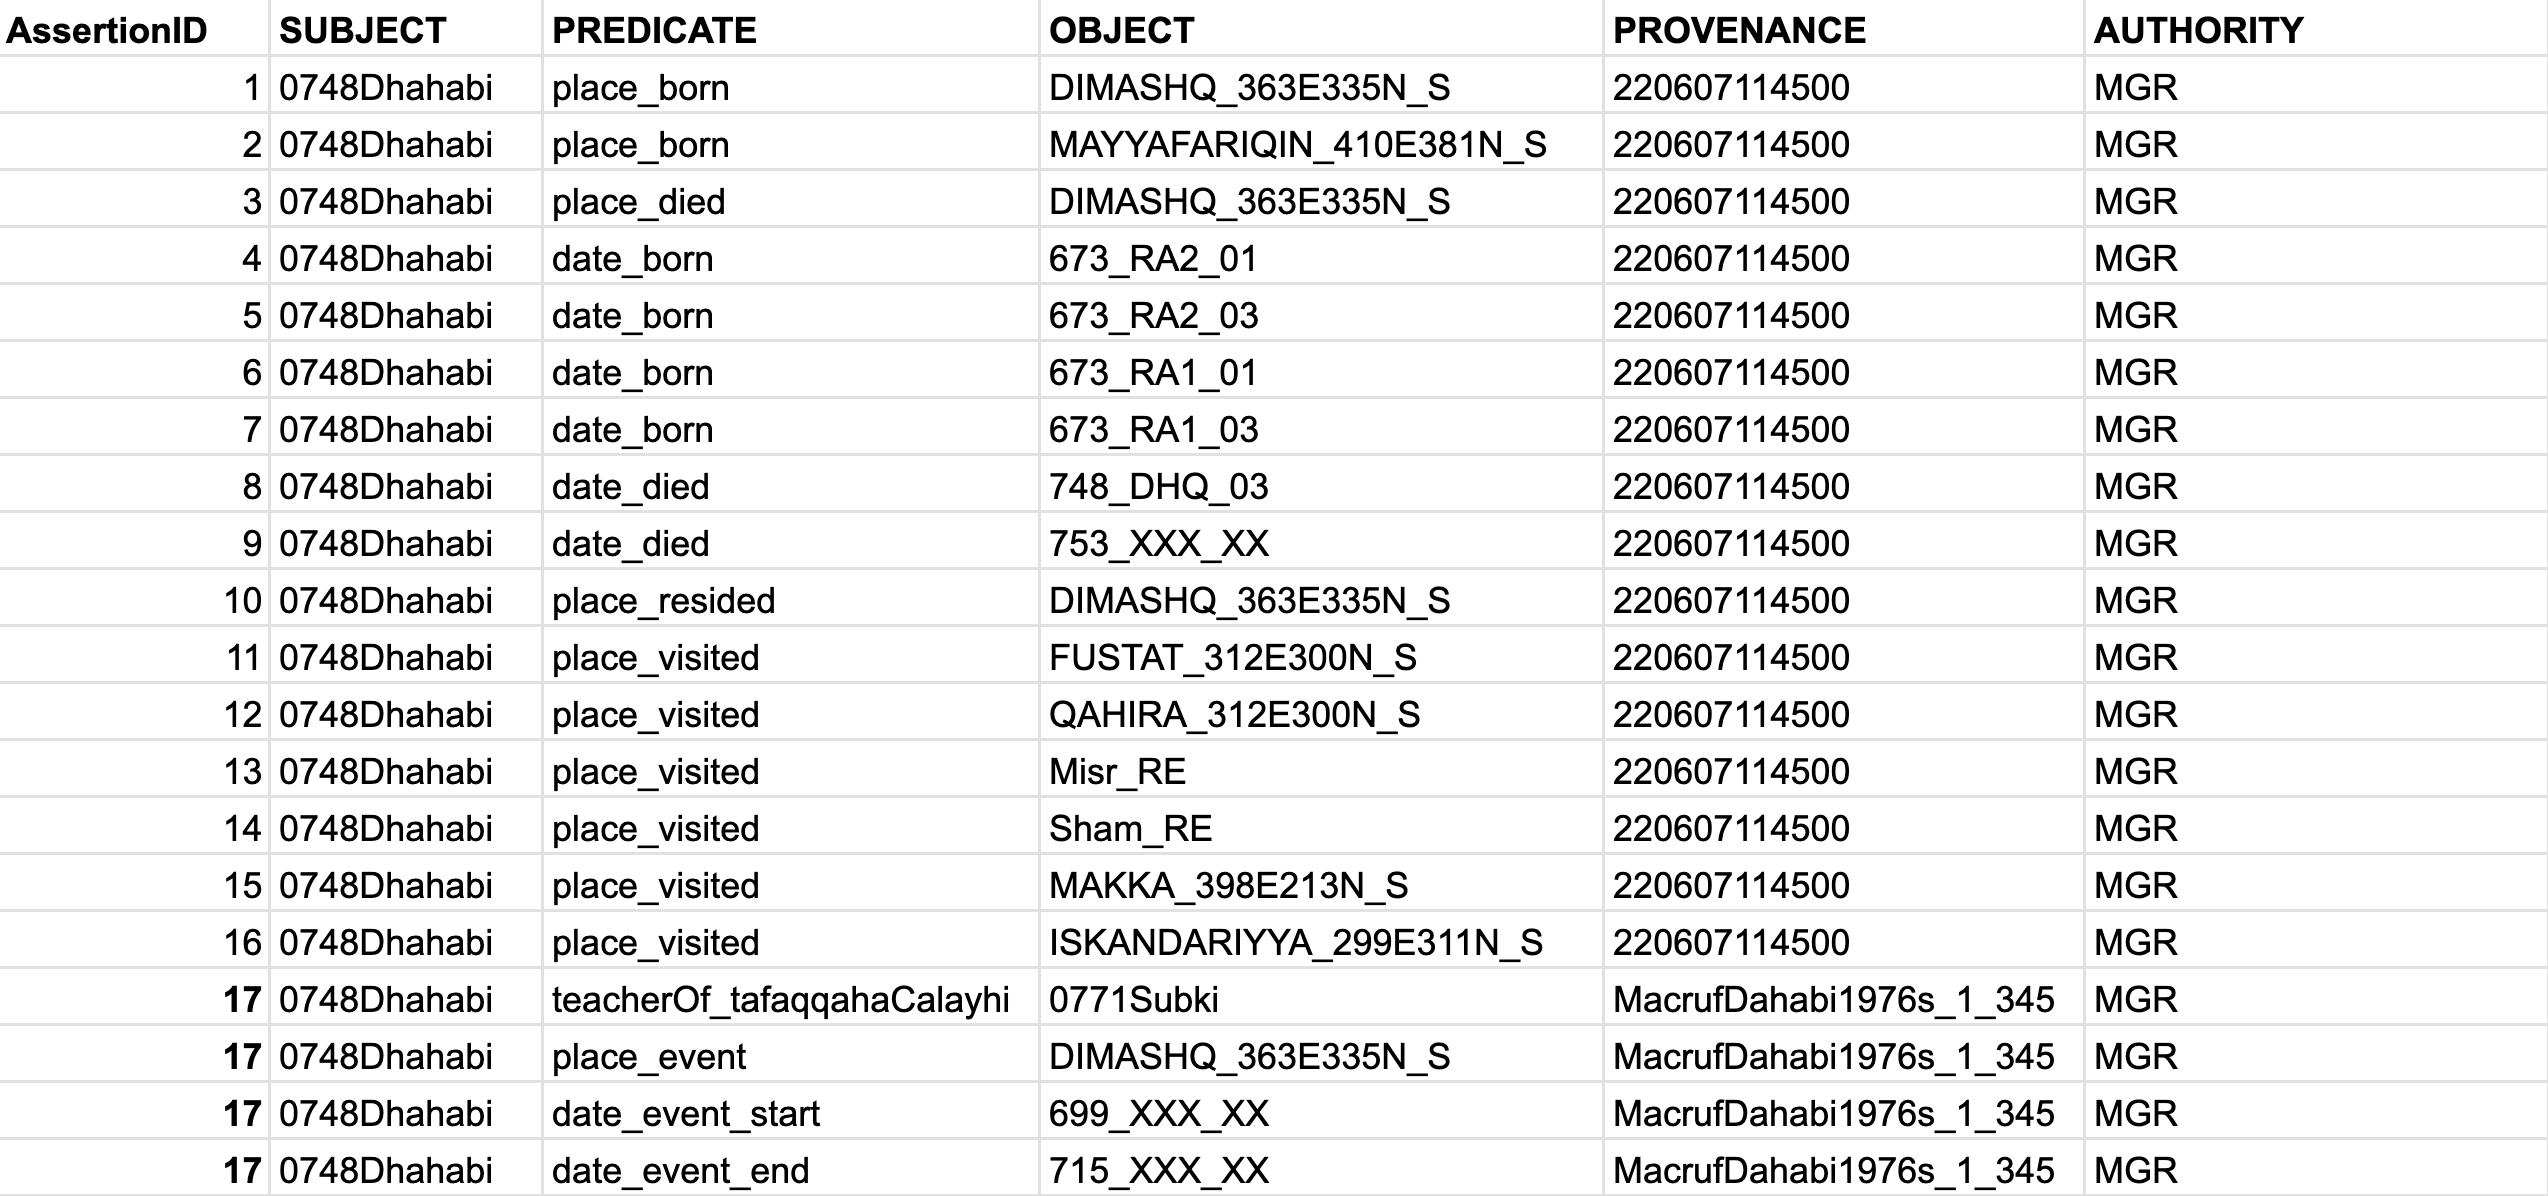 AssertionID SUBJECT PREDICATE OBJECT PROVENANCE AUTHORITY
1 0748Dhahabi place_born DIMASHQ_363E335N_S 220607114500 MGR
2 0748Dhahabi place_born MAYYAFARIQIN_410E381N_S 220607114500 MGR
3 0748Dhahabi place_died DIMASHQ_363E335N_S 220607114500 MGR
4 0748Dhahabi date_born 673_RA2_01 220607114500 MGR
5 0748Dhahabi date_born 673_RA2_03 220607114500 MGR
6 0748Dhahabi date_born 673_RA1_01 220607114500 MGR
7 0748Dhahabi date_born 673_RA1_03 220607114500 MGR
8 0748Dhahabi date_died 748_DHQ_03 220607114500 MGR
9 0748Dhahabi date_died 753_XXX_XX 220607114500 MGR
10 0748Dhahabi place_resided DIMASHQ_363E335N_S 220607114500 MGR
11 0748Dhahabi place_visited FUSTAT_312E300N_S 220607114500 MGR
12 0748Dhahabi place_visited QAHIRA_312E300N_S 220607114500 MGR
13 0748Dhahabi place_visited Misr_RE 220607114500 MGR
14 0748Dhahabi place_visited Sham_RE 220607114500 MGR
15 0748Dhahabi place_visited MAKKA_398E213N_S 220607114500 MGR
16 0748Dhahabi place_visited ISKANDARIYYA_299E311N_S 220607114500 MGR
17 0748Dhahabi teacherOf_tafaqqahaCalayhi 0771Subki MacrufDahabi1976s_1_345 MGR
17 0748Dhahabi place_event DIMASHQ_363E335N_S MacrufDahabi1976s_1_345 MGR
17 0748Dhahabi date_event_start 699_XXX_XX MacrufDahabi1976s_1_345 MGR
17 0748Dhahabi date_event_end 715_XXX_XX MacrufDahabi1976s_1_345 MGR